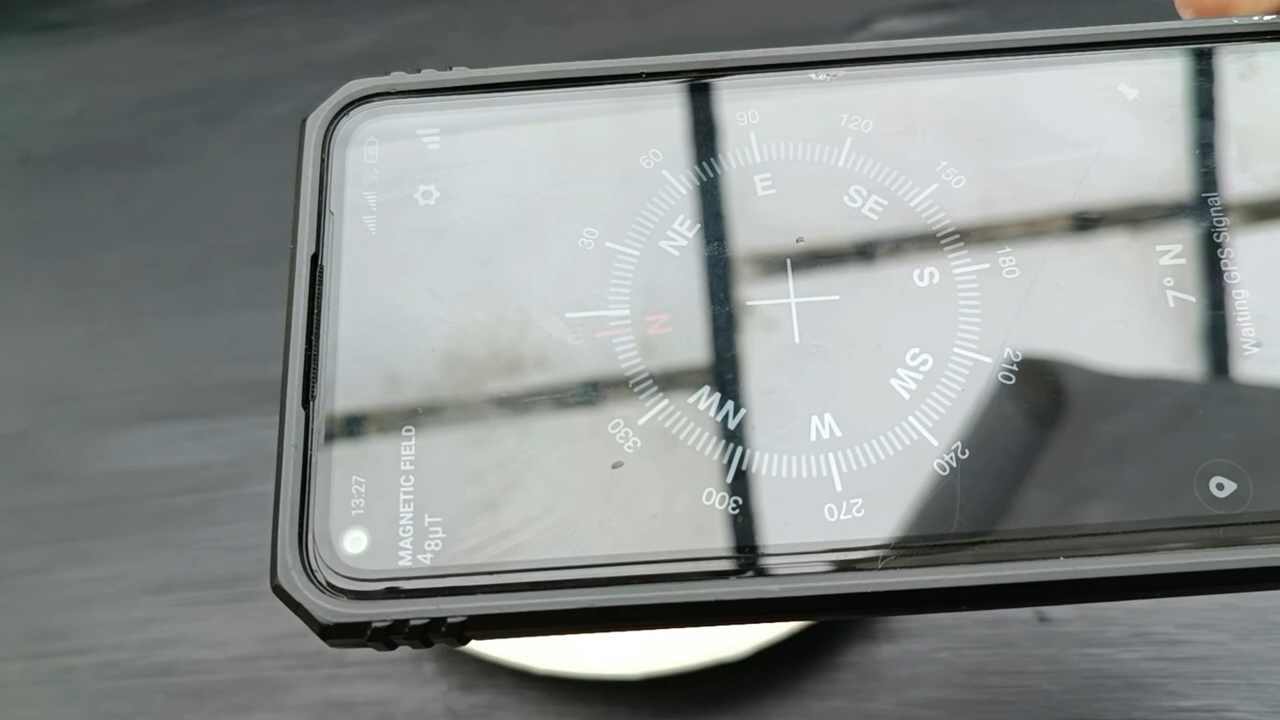 13:27
MAGNETIC FIELD
48μT
N
30
NE
60
E
90
SE
120
150
S
180
SW
210
240
W
270
NW
300
330
7° N
Waiting GPS Signal